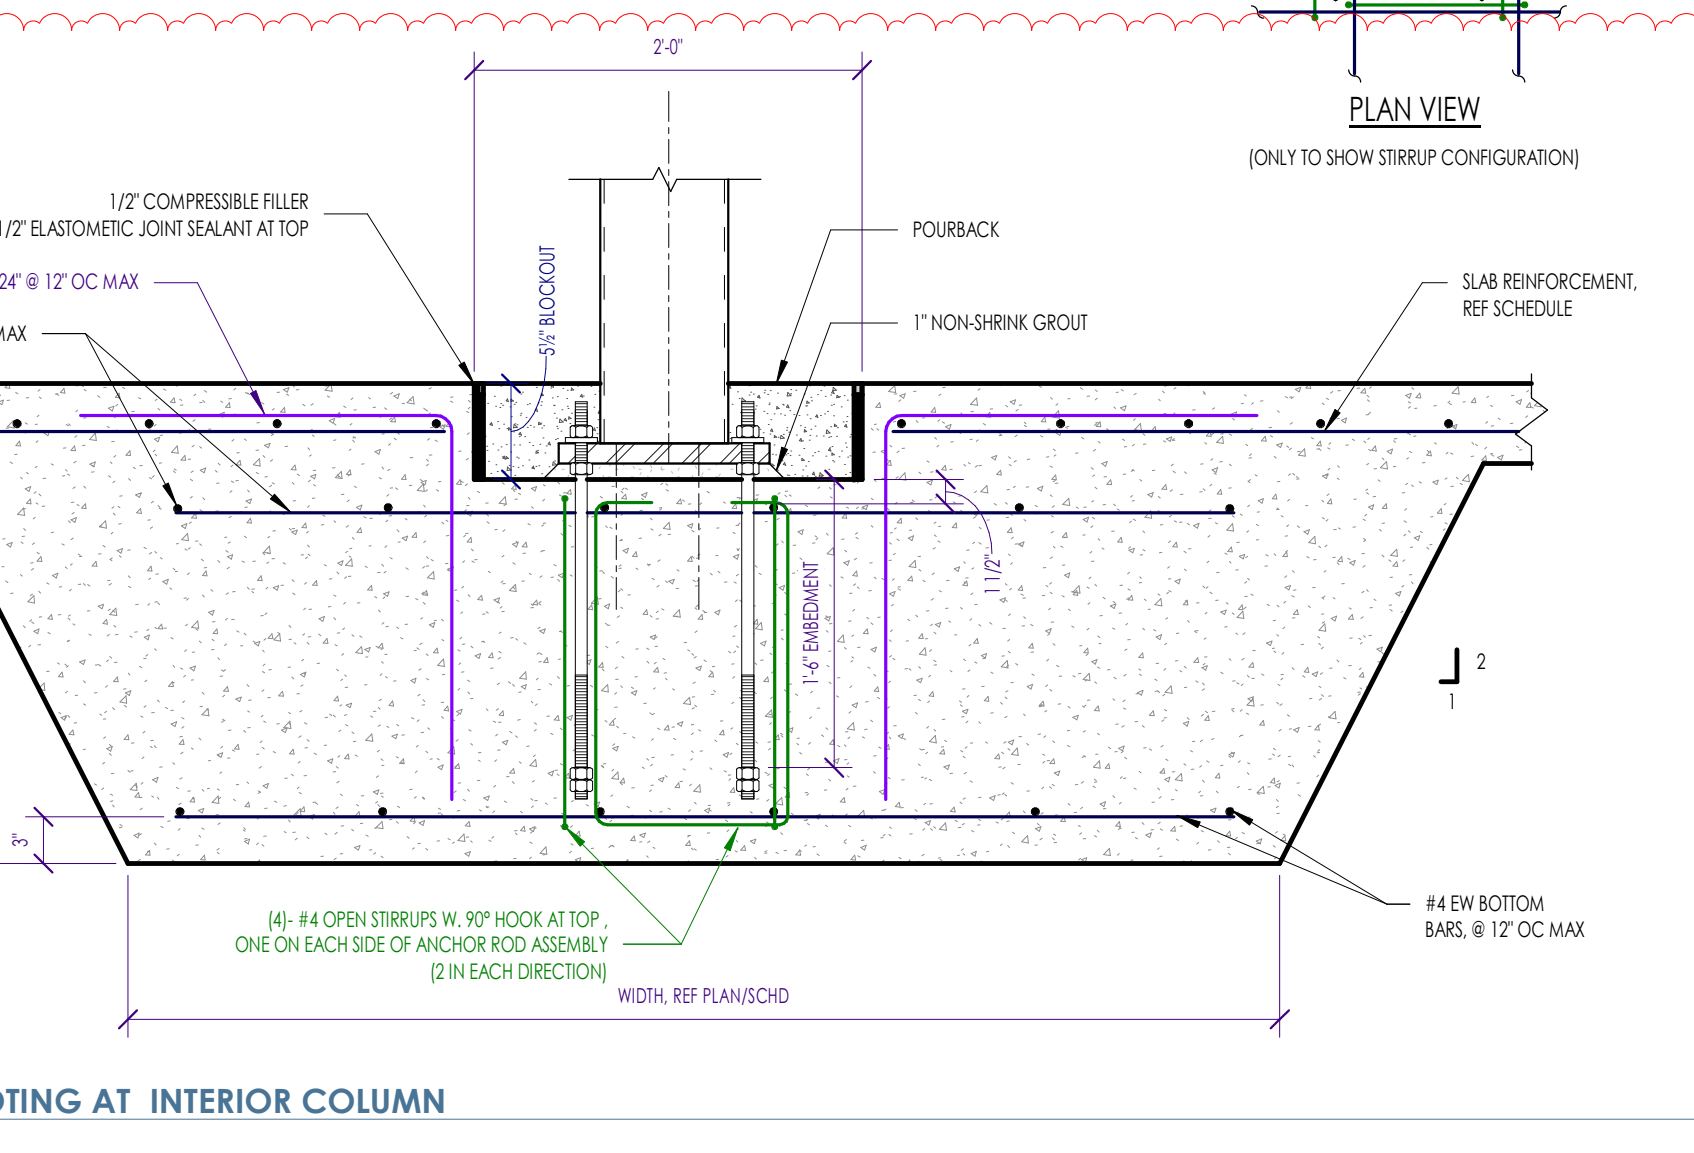 2'-0"
PLAN VIEW
(ONLY TO SHOW STIRRUP CONFIGURATION)
1/2" COMPRESSIBLE FILLER
1/2" ELASTOMETIC JOINT SEALANT AT TOP
24" @ 12" OC MAX
MAX
5½" BLOCKOUT
POURBACK
1" NON-SHRINK GROUT
SLAB REINFORCEMENT,
REF SCHEDULE
1'-6" EMBEDMENT
1 1/2"
2
1
3"
#4 EW BOTTOM
BARS, @ 12" OC MAX
(4)- #4 OPEN STIRRUPS W. 90° HOOK AT TOP ,
ONE ON EACH SIDE OF ANCHOR ROD ASSEMBLY
(2 IN EACH DIRECTION)
WIDTH, REF PLAN/SCHD
OTING AT INTERIOR COLUMN